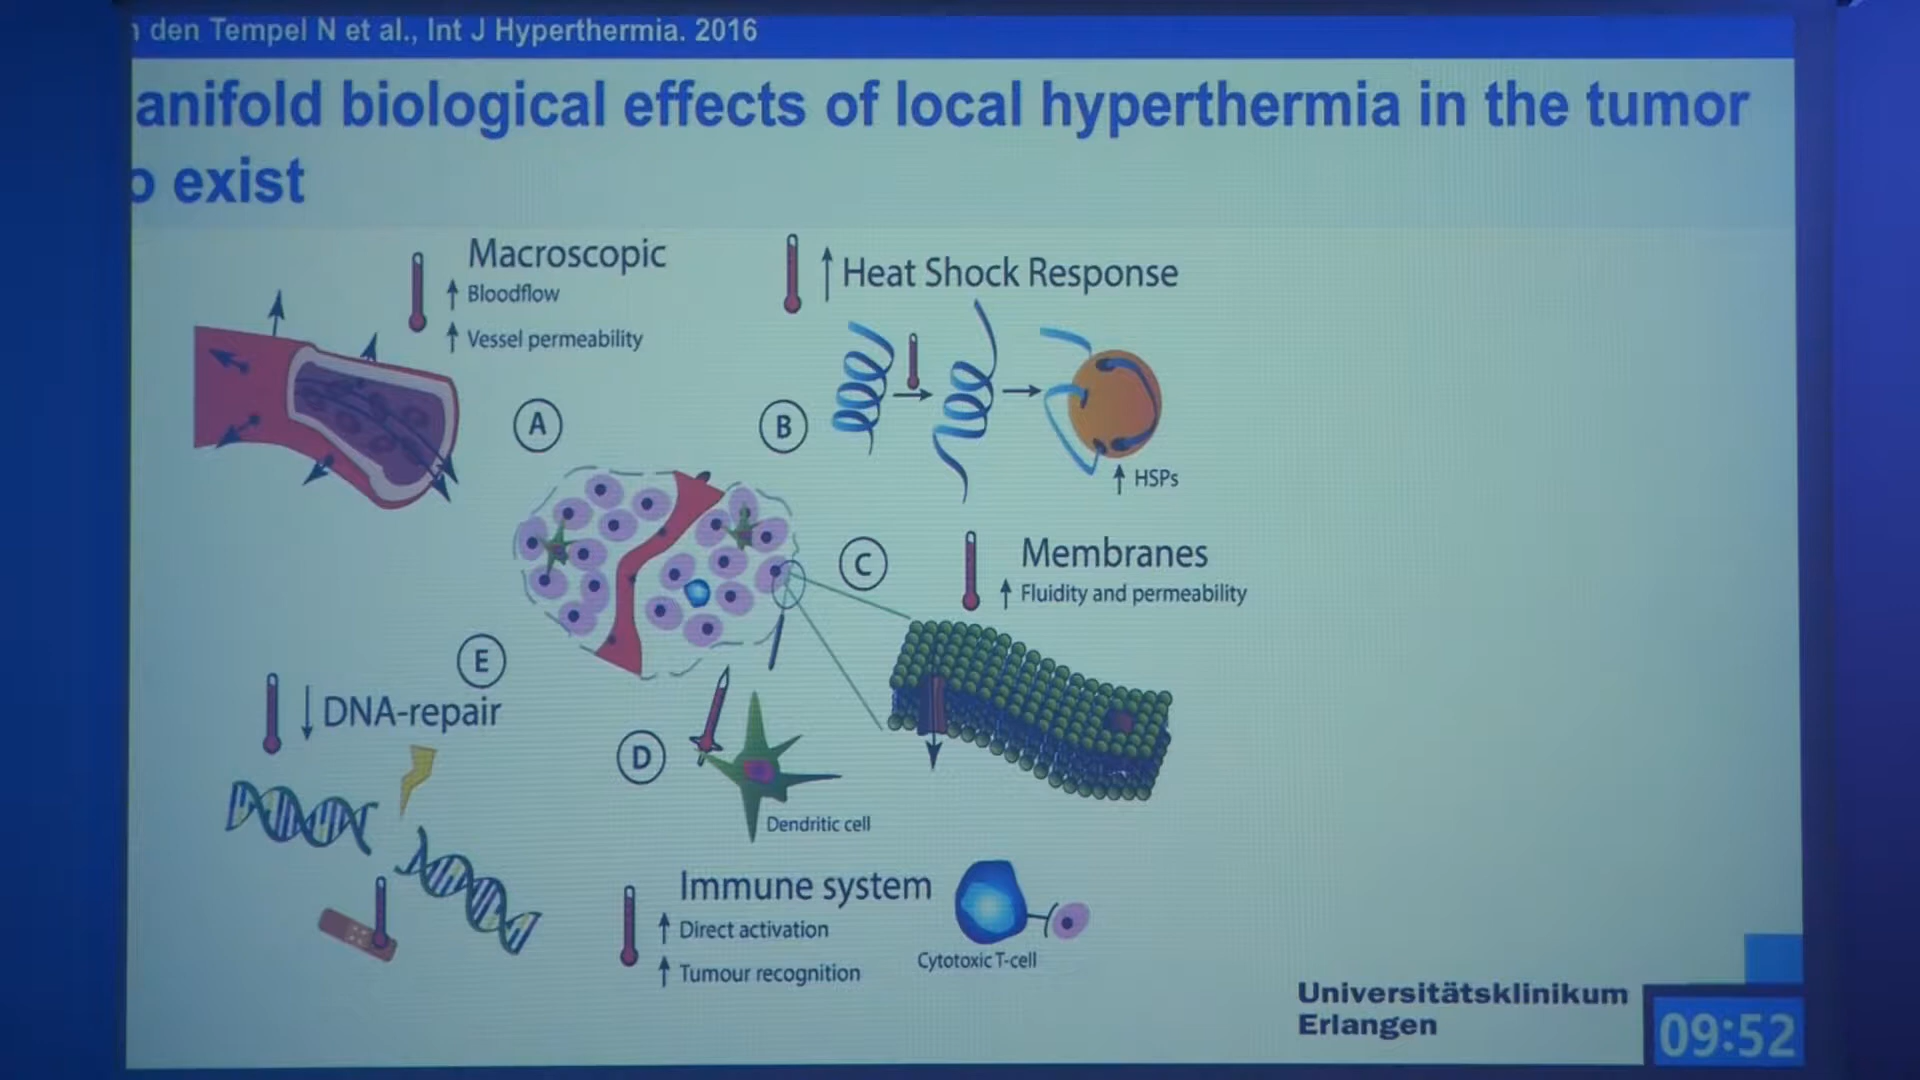 den Tempel N et al., Int J Hyperthermia. 2016
anifold biological effects of local hyperthermia in the tumor
o exist
Macroscopic
↑ Bloodflow
↑ Vessel permeability
↑ Heat Shock Response
A
B
↑ HSPs
C
Membranes
↑ Fluidity and permeability
E
↓ DNA-repair
D
Dendritic cell
Immune system
↑ Direct activation
↑ Tumour recognition
Cytotoxic T-cell
Universitätsklinikum
Erlangen
09:52